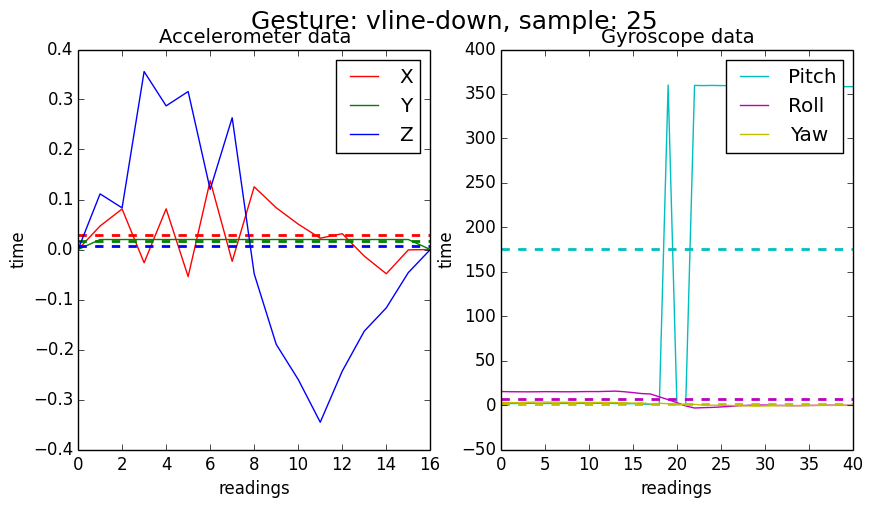 Gesture: vline-down, sample: 25
Accelerometer data
Gyroscope data
0.4
0.3
0.2
0.1
0.0
−0.1
−0.2
−0.3
−0.4
time
0 2 4 6 8 10 12 14 16
readings
X
Y
Z
400
350
300
250
200
150
100
50
0
−50
time
0 5 10 15 20 25 30 35 40
readings
Pitch
Roll
Yaw